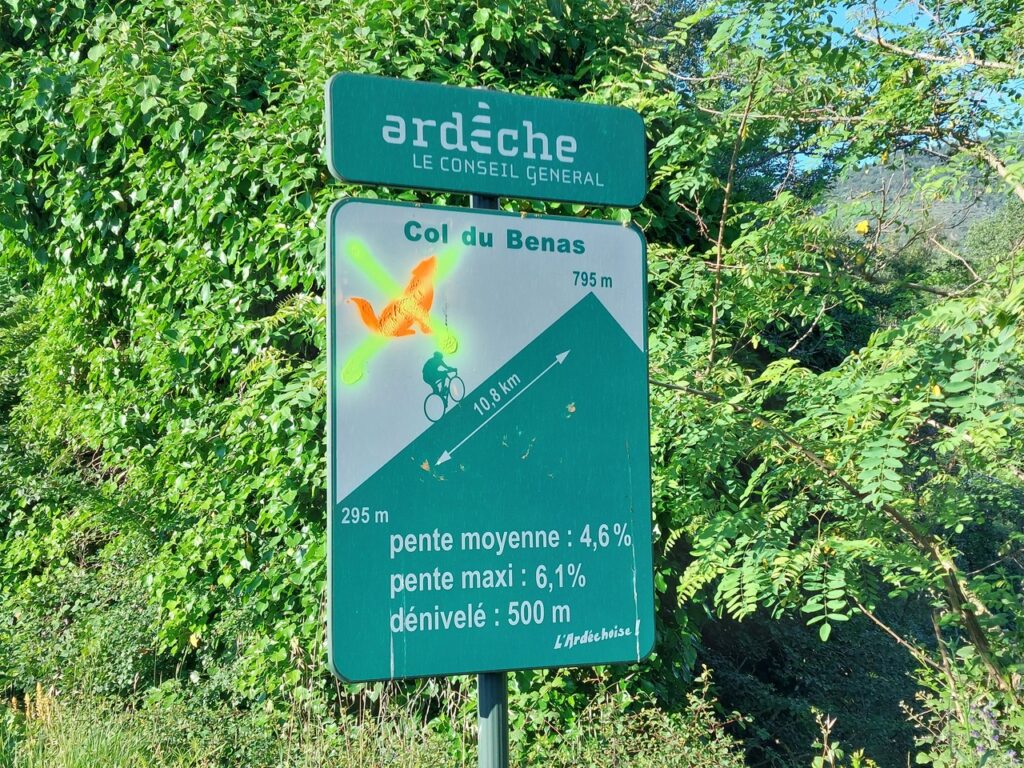 ardèche
LE CONSEIL GENERAL
Col du Benas
795 m
10,8 km
295 m
pente moyenne : 4,6%
pente maxi : 6,1%
dénivelé : 500 m
L'Ardéchoise !